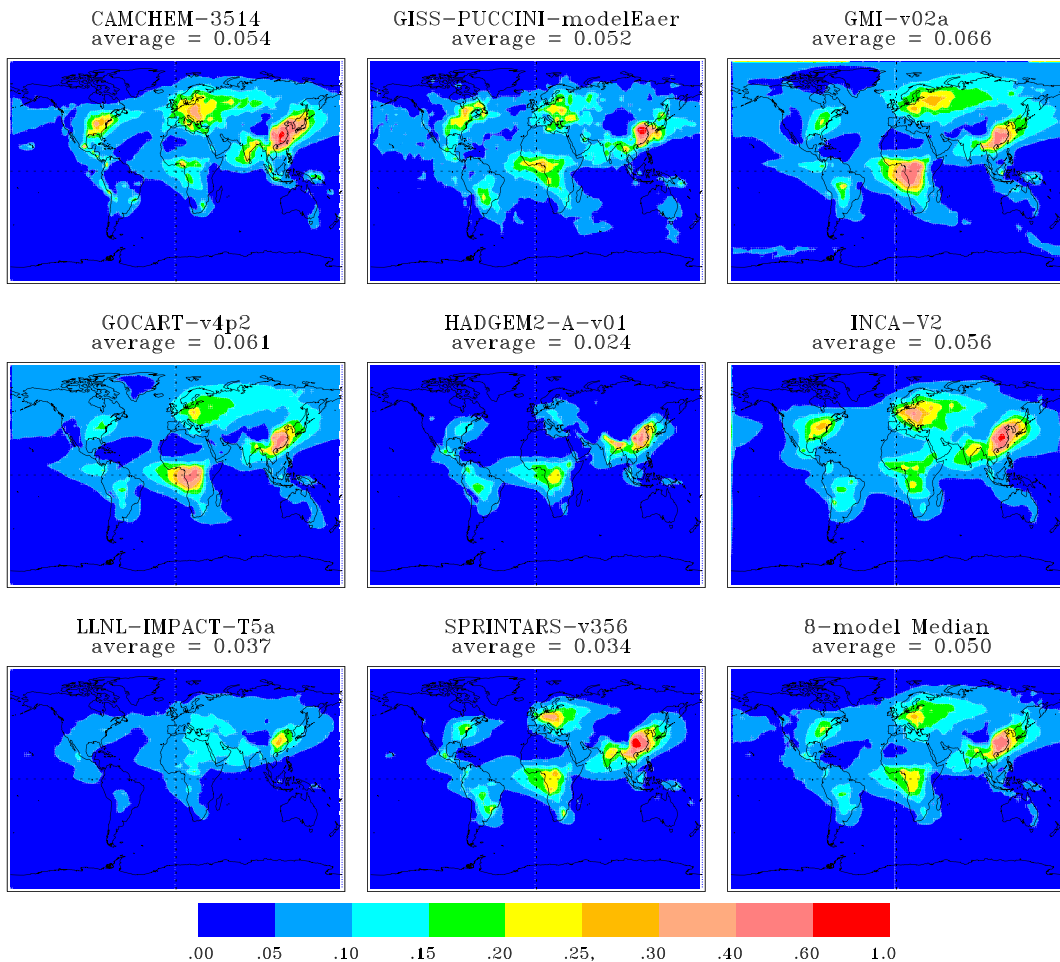 CAMCHEM-3514
average = 0.054
GISS-PUCCINI-modelEaer
average = 0.052
GMI-v02a
average = 0.066
GOCART-v4p2
average = 0.061
HADGEM2-A-v01
average = 0.024
INCA-V2
average = 0.056
LLNL-IMPACT-T5a
average = 0.037
SPRINTARS-v356
average = 0.034
8-model Median
average = 0.050
.00 .05 .10 .15 .20 .25, .30 .40 .60 1.0